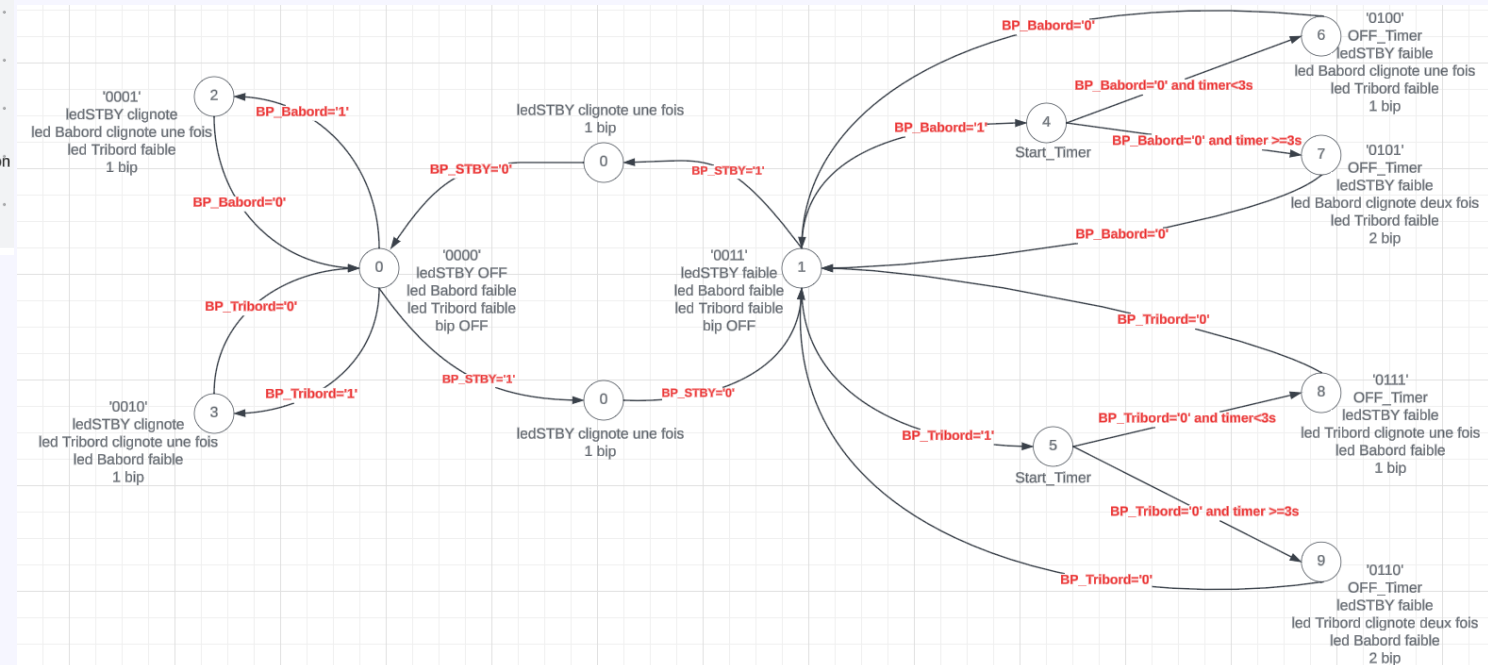 on
2
'0001'
ledSTBY clignote
led Babord clignote une fois
led Tribord faible
1 bip
BP_Babord='1'
BP_Babord='0'
0
'0000'
ledSTBY OFF
led Babord faible
led Tribord faible
bip OFF
BP_Tribord='0'
BP_Tribord='1'
3
'0010'
ledSTBY clignote
led Tribord clignote une fois
led Babord faible
1 bip
ledSTBY clignote une fois
1 bip
0
BP_STBY='0'
BP_STBY='1'
BP_STBY='1'
0
BP_STBY='0'
ledSTBY clignote une fois
1 bip
'0011'
ledSTBY faible
led Babord faible
led Tribord faible
bip OFF
1
BP_Babord='0'
BP_Babord='1'
4
Start_Timer
BP_Babord='0' and timer<3s
BP_Babord='0' and timer >=3s
6
'0100'
OFF_Timer
ledSTBY faible
led Babord clignote une fois
led Tribord faible
1 bip
7
'0101'
OFF_Timer
ledSTBY faible
led Babord clignote deux fois
led Tribord faible
2 bip
BP_Babord='0'
BP_Tribord='0'
BP_Tribord='1'
5
Start_Timer
BP_Tribord='0' and timer<3s
BP_Tribord='0' and timer >=3s
8
'0111'
OFF_Timer
ledSTBY faible
led Tribord clignote une fois
led Babord faible
1 bip
9
'0110'
OFF_Timer
ledSTBY faible
led Tribord clignote deux fois
led Babord faible
2 bip
BP_Tribord='0'